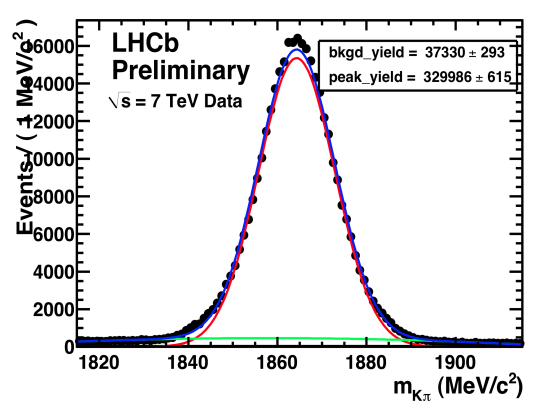 LHCb
Preliminary
√s = 7 TeV Data
bkgd_yield = 37330 ± 293
peak_yield = 329986 ± 615
Events / ( 1 MeV/c² )
16000
14000
12000
10000
8000
6000
4000
2000
0
1820 1840 1860 1880 1900
m_Kπ (MeV/c²)